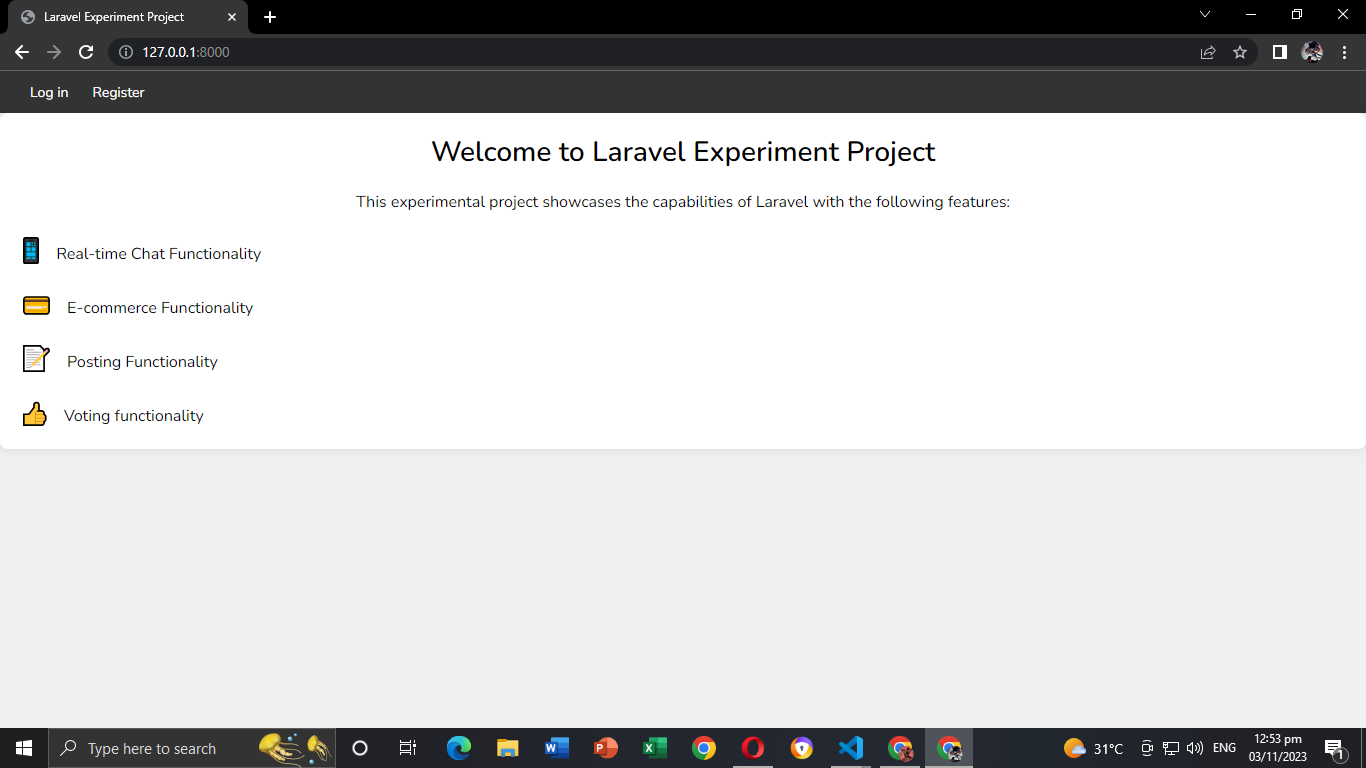 Laravel Experiment Project
127.0.0.1:8000
Log in Register
Welcome to Laravel Experiment Project
This experimental project showcases the capabilities of Laravel with the following features:
Real-time Chat Functionality
E-commerce Functionality
Posting Functionality
Voting functionality
Type here to search
31°C ENG 12:53 pm
03/11/2023
1